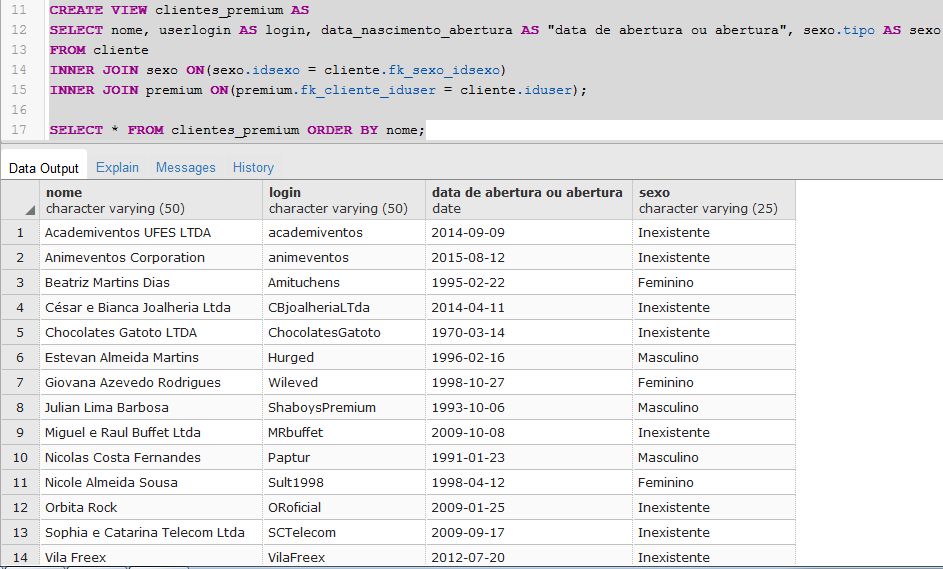 11 CREATE VIEW clientes_premium AS
12 SELECT nome, userlogin AS login, data_nascimento_abertura AS "data de abertura ou abertura", sexo.tipo AS sexo
13 FROM cliente
14 INNER JOIN sexo ON(sexo.idsexo = cliente.fk_sexo_idsexo)
15 INNER JOIN premium ON(premium.fk_cliente_iduser = cliente.iduser);
16
17 SELECT * FROM clientes_premium ORDER BY nome;
Data Output Explain Messages History
nome login data de abertura ou abertura sexo
character varying (50) character varying (50) date character varying (25)
1 Academiventos UFES LTDA academiventos 2014-09-09 Inexistente
2 Animeventos Corporation animeventos 2015-08-12 Inexistente
3 Beatriz Martins Dias Amituchens 1995-02-22 Feminino
4 César e Bianca Joalheria Ltda CBjoalheriaLTda 2014-04-11 Inexistente
5 Chocolates Gatoto LTDA ChocolatesGatoto 1970-03-14 Inexistente
6 Estevan Almeida Martins Hurged 1996-02-16 Masculino
7 Giovana Azevedo Rodrigues Wileved 1998-10-27 Feminino
8 Julian Lima Barbosa ShaboysPremium 1993-10-06 Masculino
9 Miguel e Raul Buffet Ltda MRbuffet 2009-10-08 Inexistente
10 Nicolas Costa Fernandes Paptur 1991-01-23 Masculino
11 Nicole Almeida Sousa Sult1998 1998-04-12 Feminino
12 Orbita Rock ORoficial 2009-01-25 Inexistente
13 Sophia e Catarina Telecom Ltda SCTelecom 2009-09-17 Inexistente
14 Vila Freex VilaFreex 2012-07-20 Inexistente